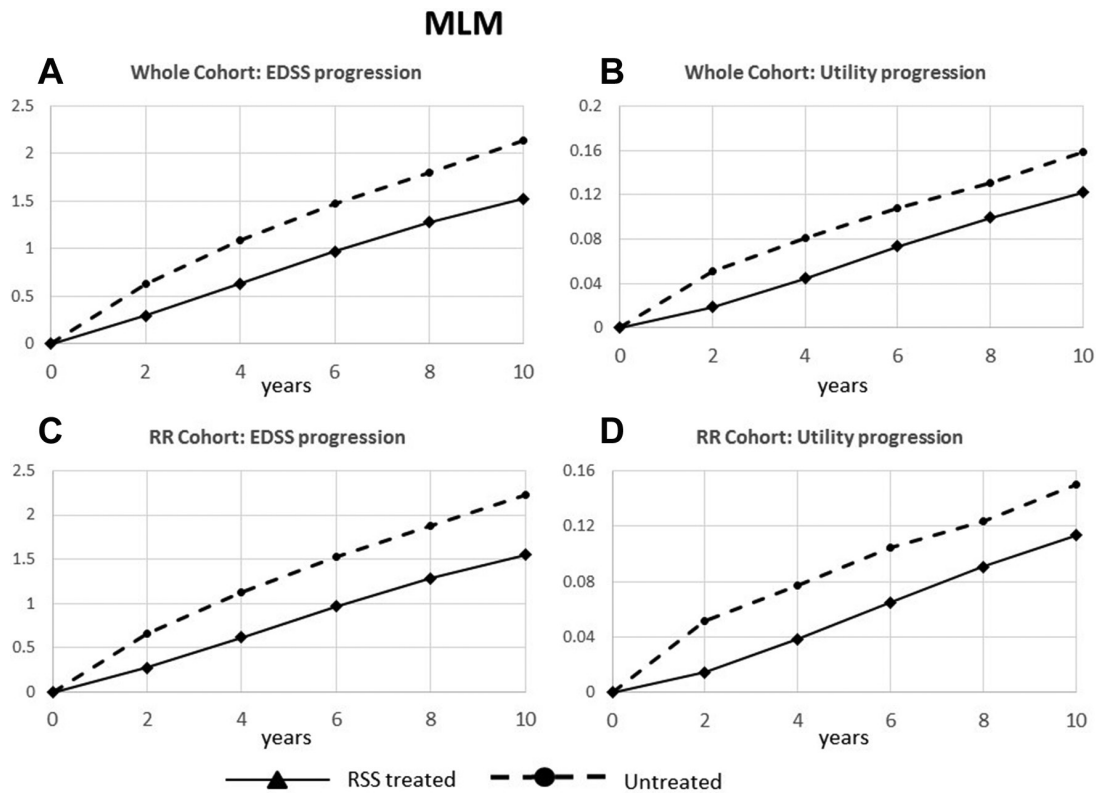 MLM
A Whole Cohort: EDSS progression
2.5
2
1.5
1
0.5
0
0 2 4 6 8 10
years
B Whole Cohort: Utility progression
0.2
0.16
0.12
0.08
0.04
0
0 2 4 6 8 10
years
C RR Cohort: EDSS progression
2.5
2
1.5
1
0.5
0
0 2 4 6 8 10
years
D RR Cohort: Utility progression
0.16
0.12
0.08
0.04
0
0 2 4 6 8 10
years
RSS treated Untreated